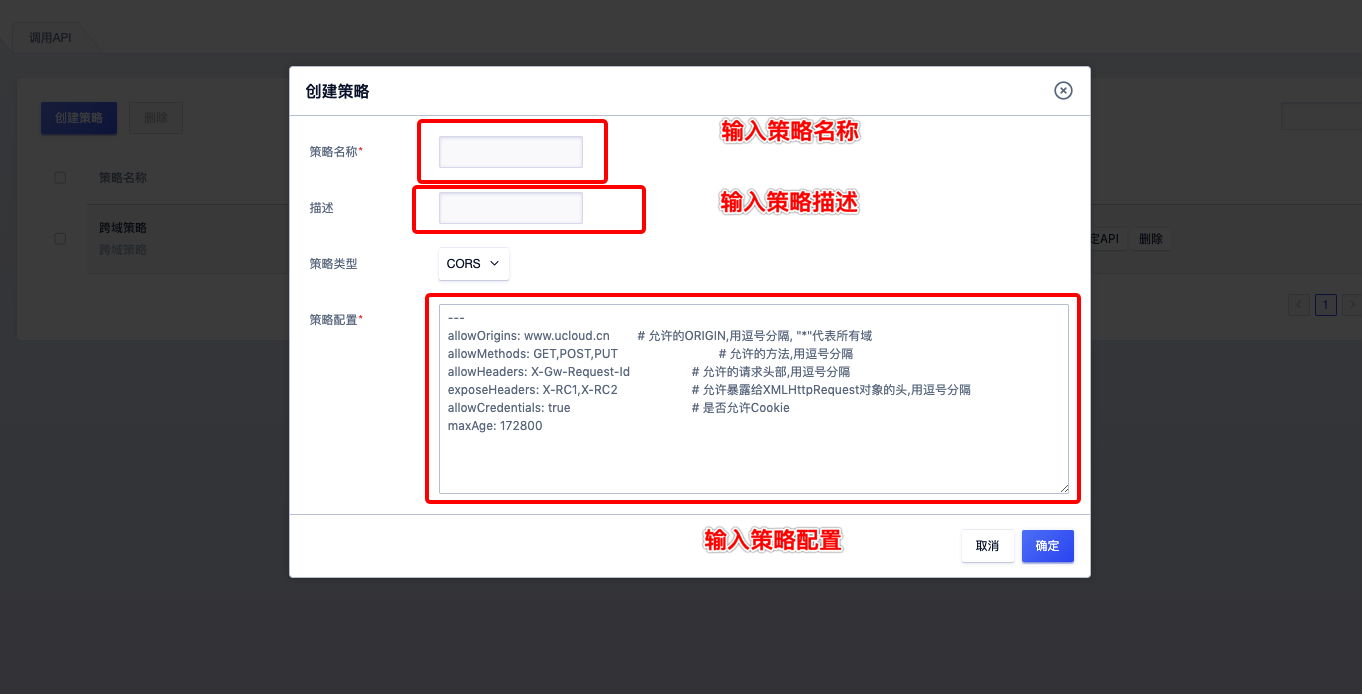 调用API
创建策略
删除
策略名称
跨域策略
跨域策略
定API
删除
1
创建策略
策略名称*
输入策略名称
描述
输入策略描述
策略类型
CORS
策略配置*
---
allowOrigins: www.ucloud.cn # 允许的ORIGIN,用逗号分隔, "*"代表所有域
allowMethods: GET,POST,PUT # 允许的方法,用逗号分隔
allowHeaders: X-Gw-Request-Id # 允许的请求头部,用逗号分隔
exposeHeaders: X-RC1,X-RC2 # 允许暴露给XMLHttpRequest对象的头,用逗号分隔
allowCredentials: true # 是否允许Cookie
maxAge: 172800
输入策略配置
取消
确定